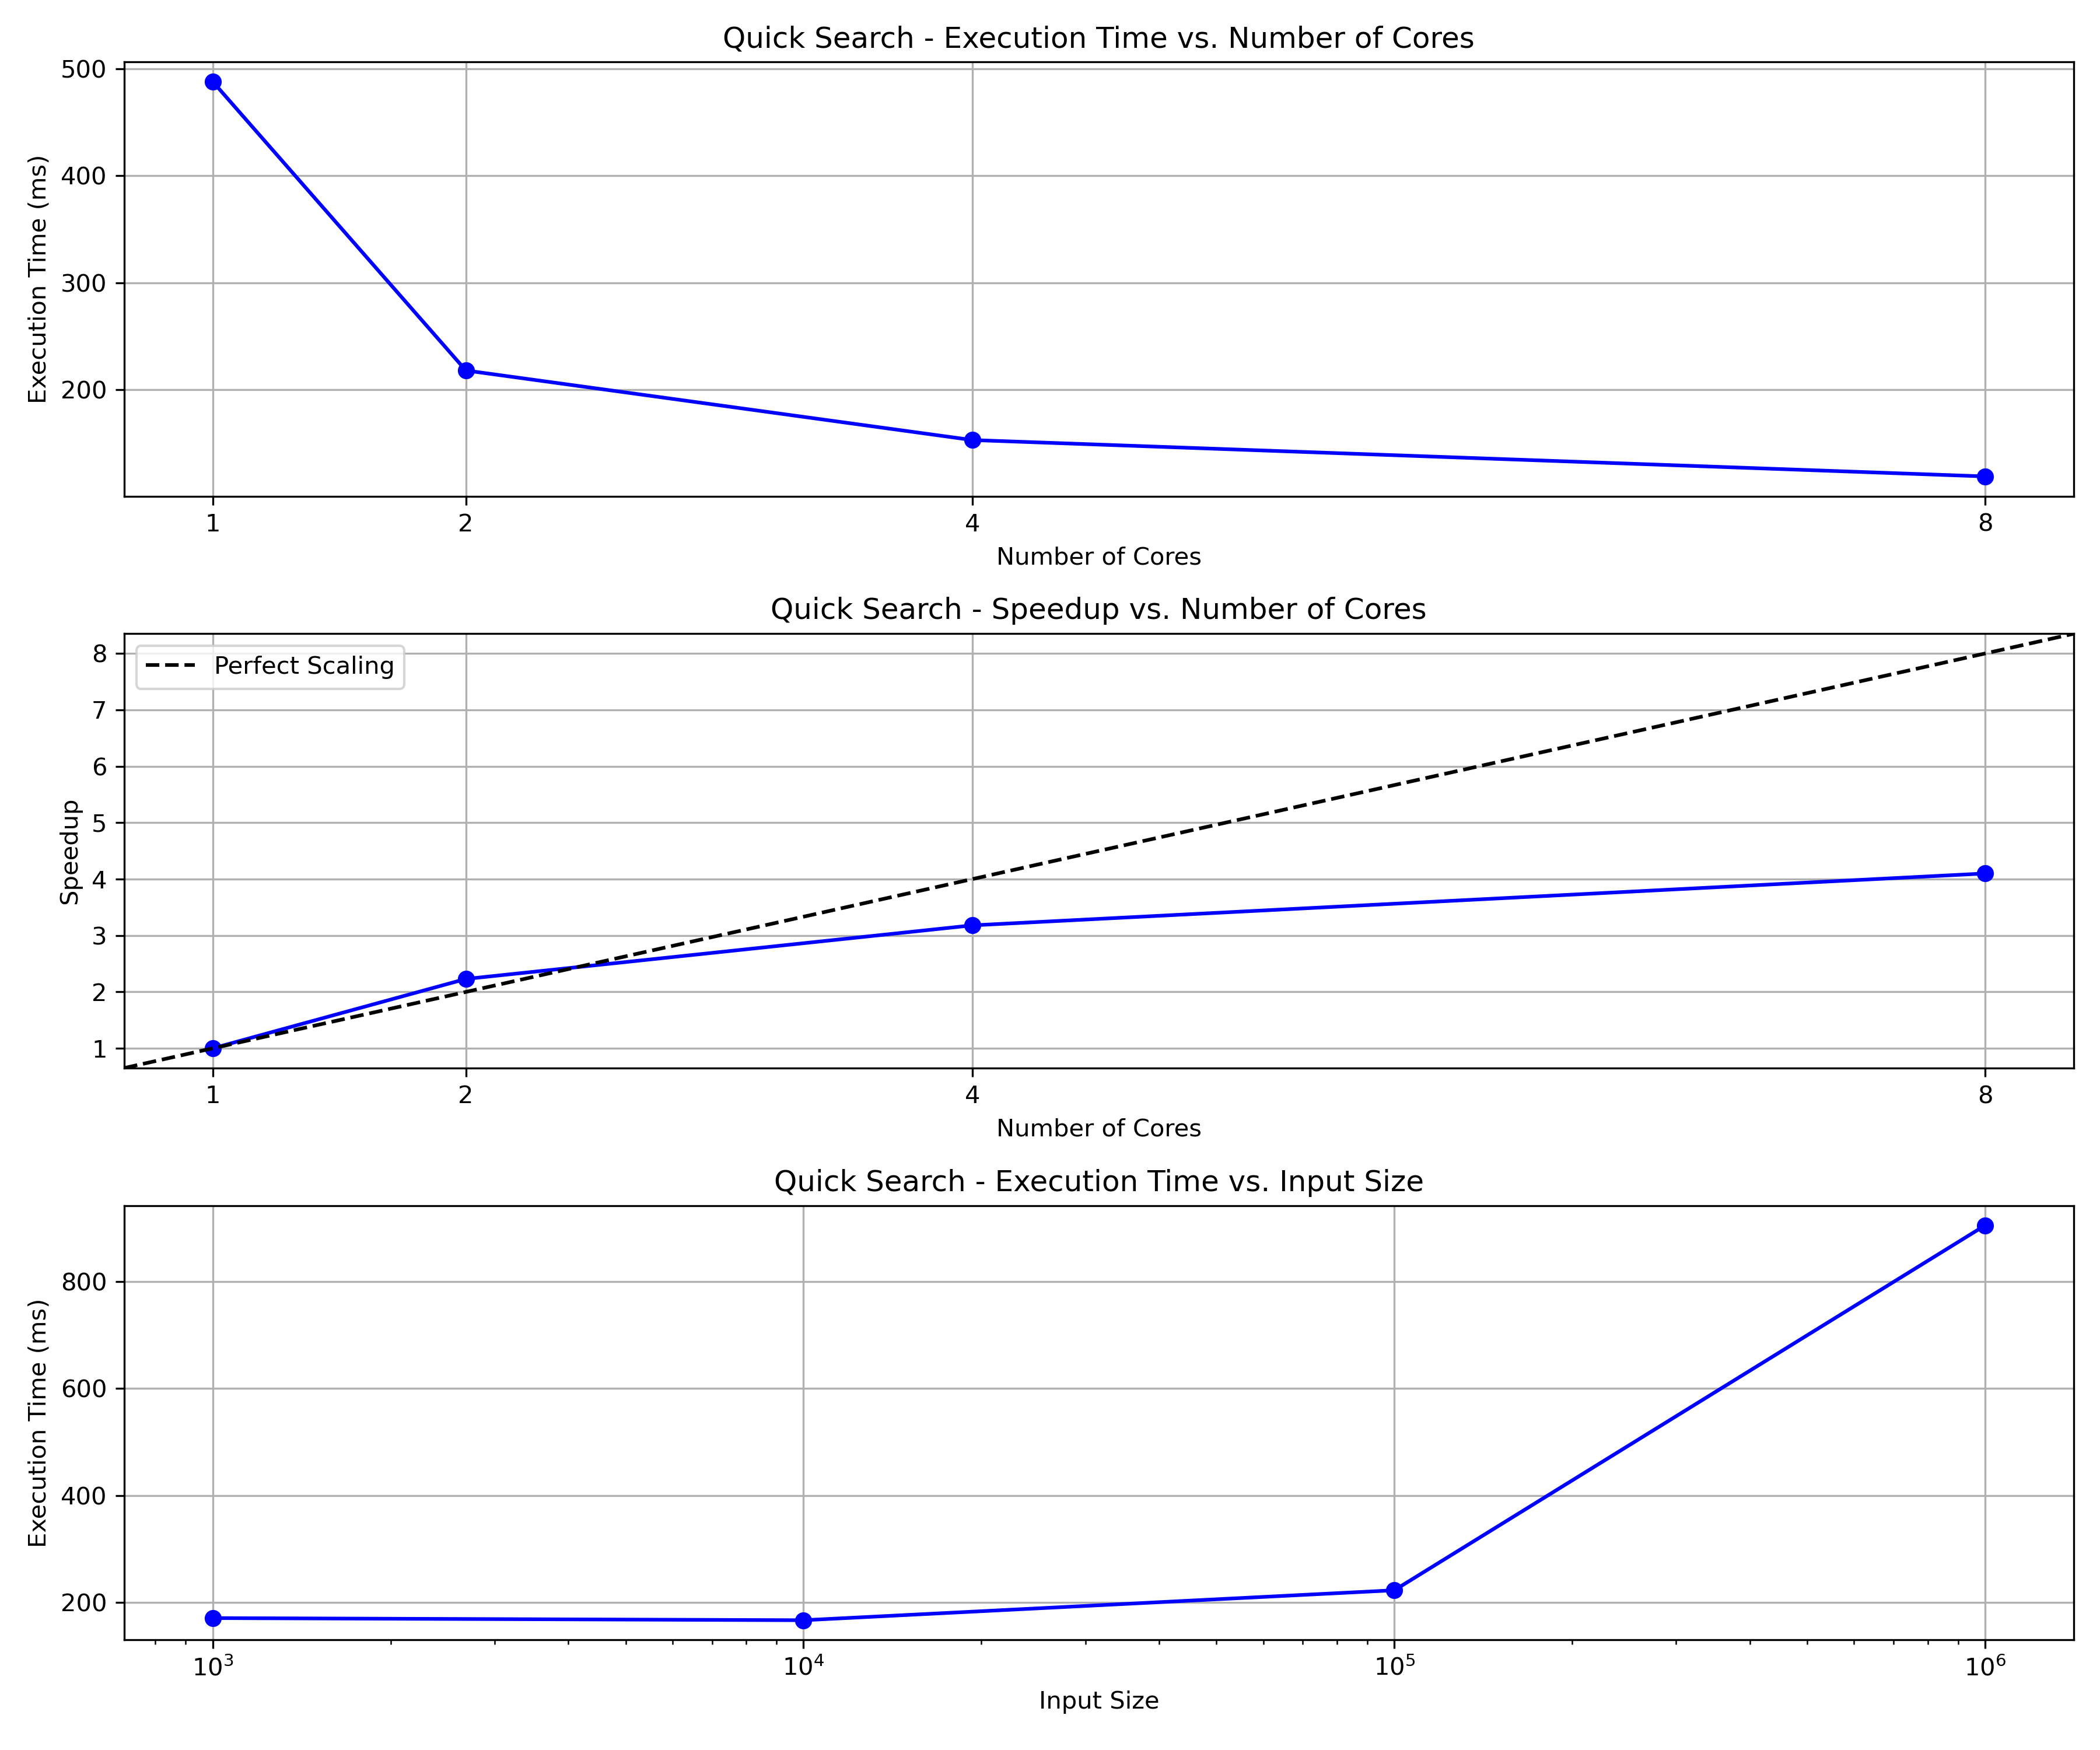 Quick Search - Execution Time vs. Number of Cores
Execution Time (ms)
500
400
300
200
1 2 4 8
Number of Cores
Quick Search - Speedup vs. Number of Cores
Perfect Scaling
Speedup
8
7
6
5
4
3
2
1
1 2 4 8
Number of Cores
Quick Search - Execution Time vs. Input Size
Execution Time (ms)
800
600
400
200
10³ 10⁴ 10⁵ 10⁶
Input Size